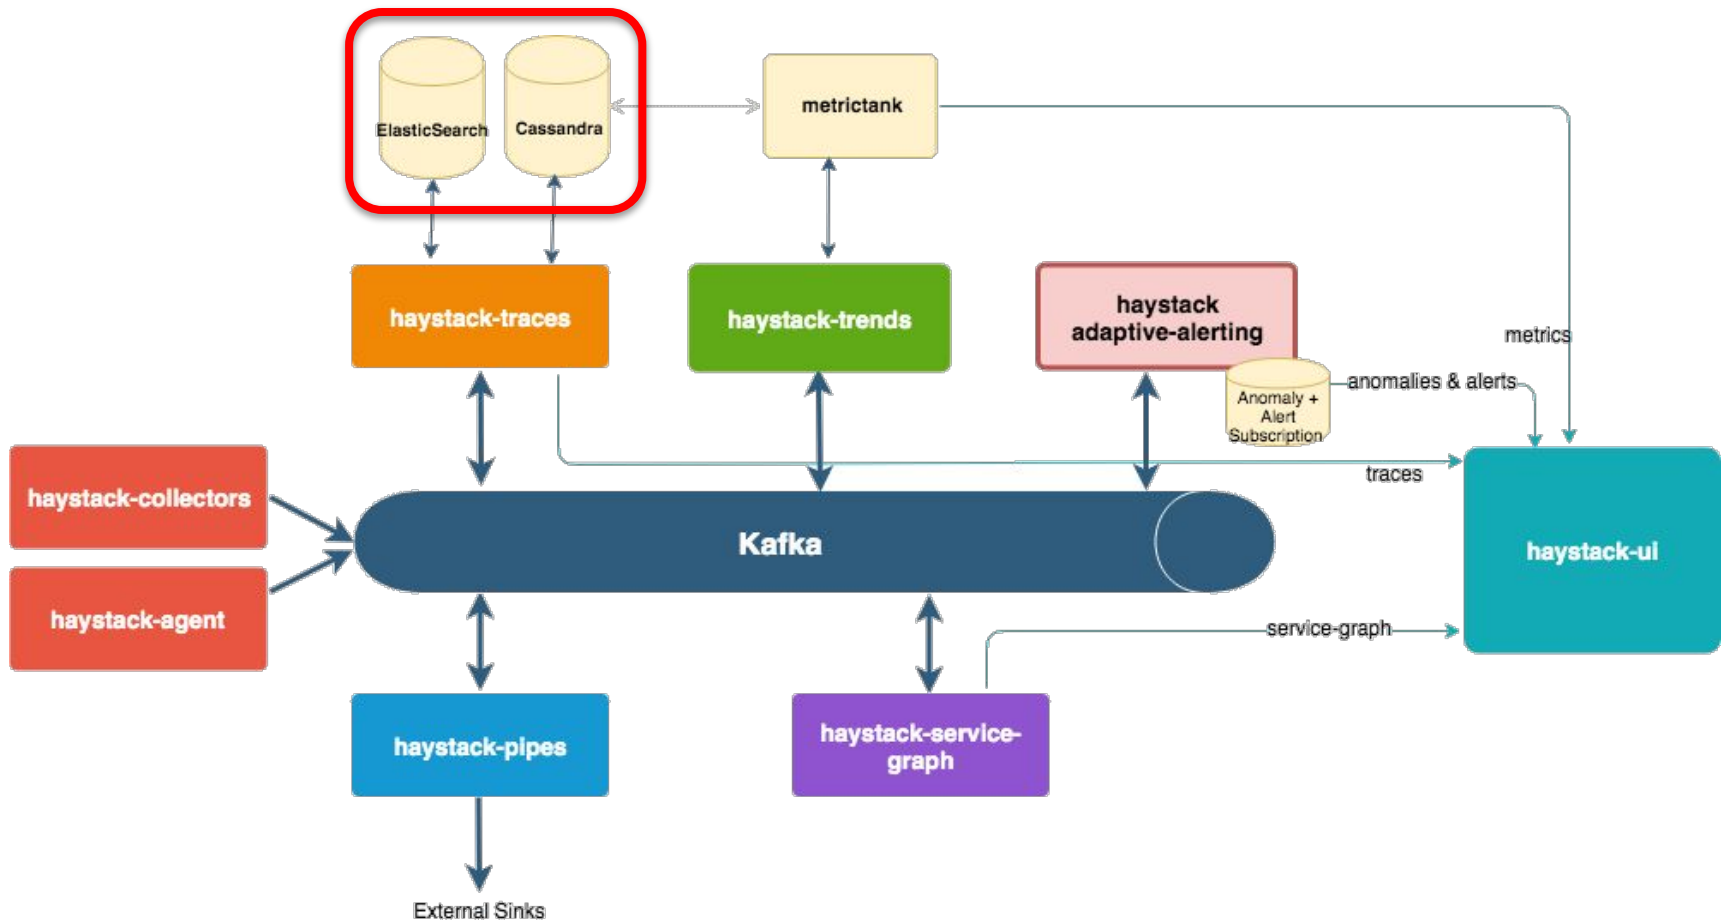 ElasticSearch
Cassandra
metrictank
haystack-traces
haystack-trends
haystack
adaptive-alerting
metrics
anomalies & alerts
Anomaly +
Alert
Subscription
traces
haystack-collectors
Kafka
haystack-ui
haystack-agent
service-graph
haystack-pipes
haystack-service-
graph
External Sinks